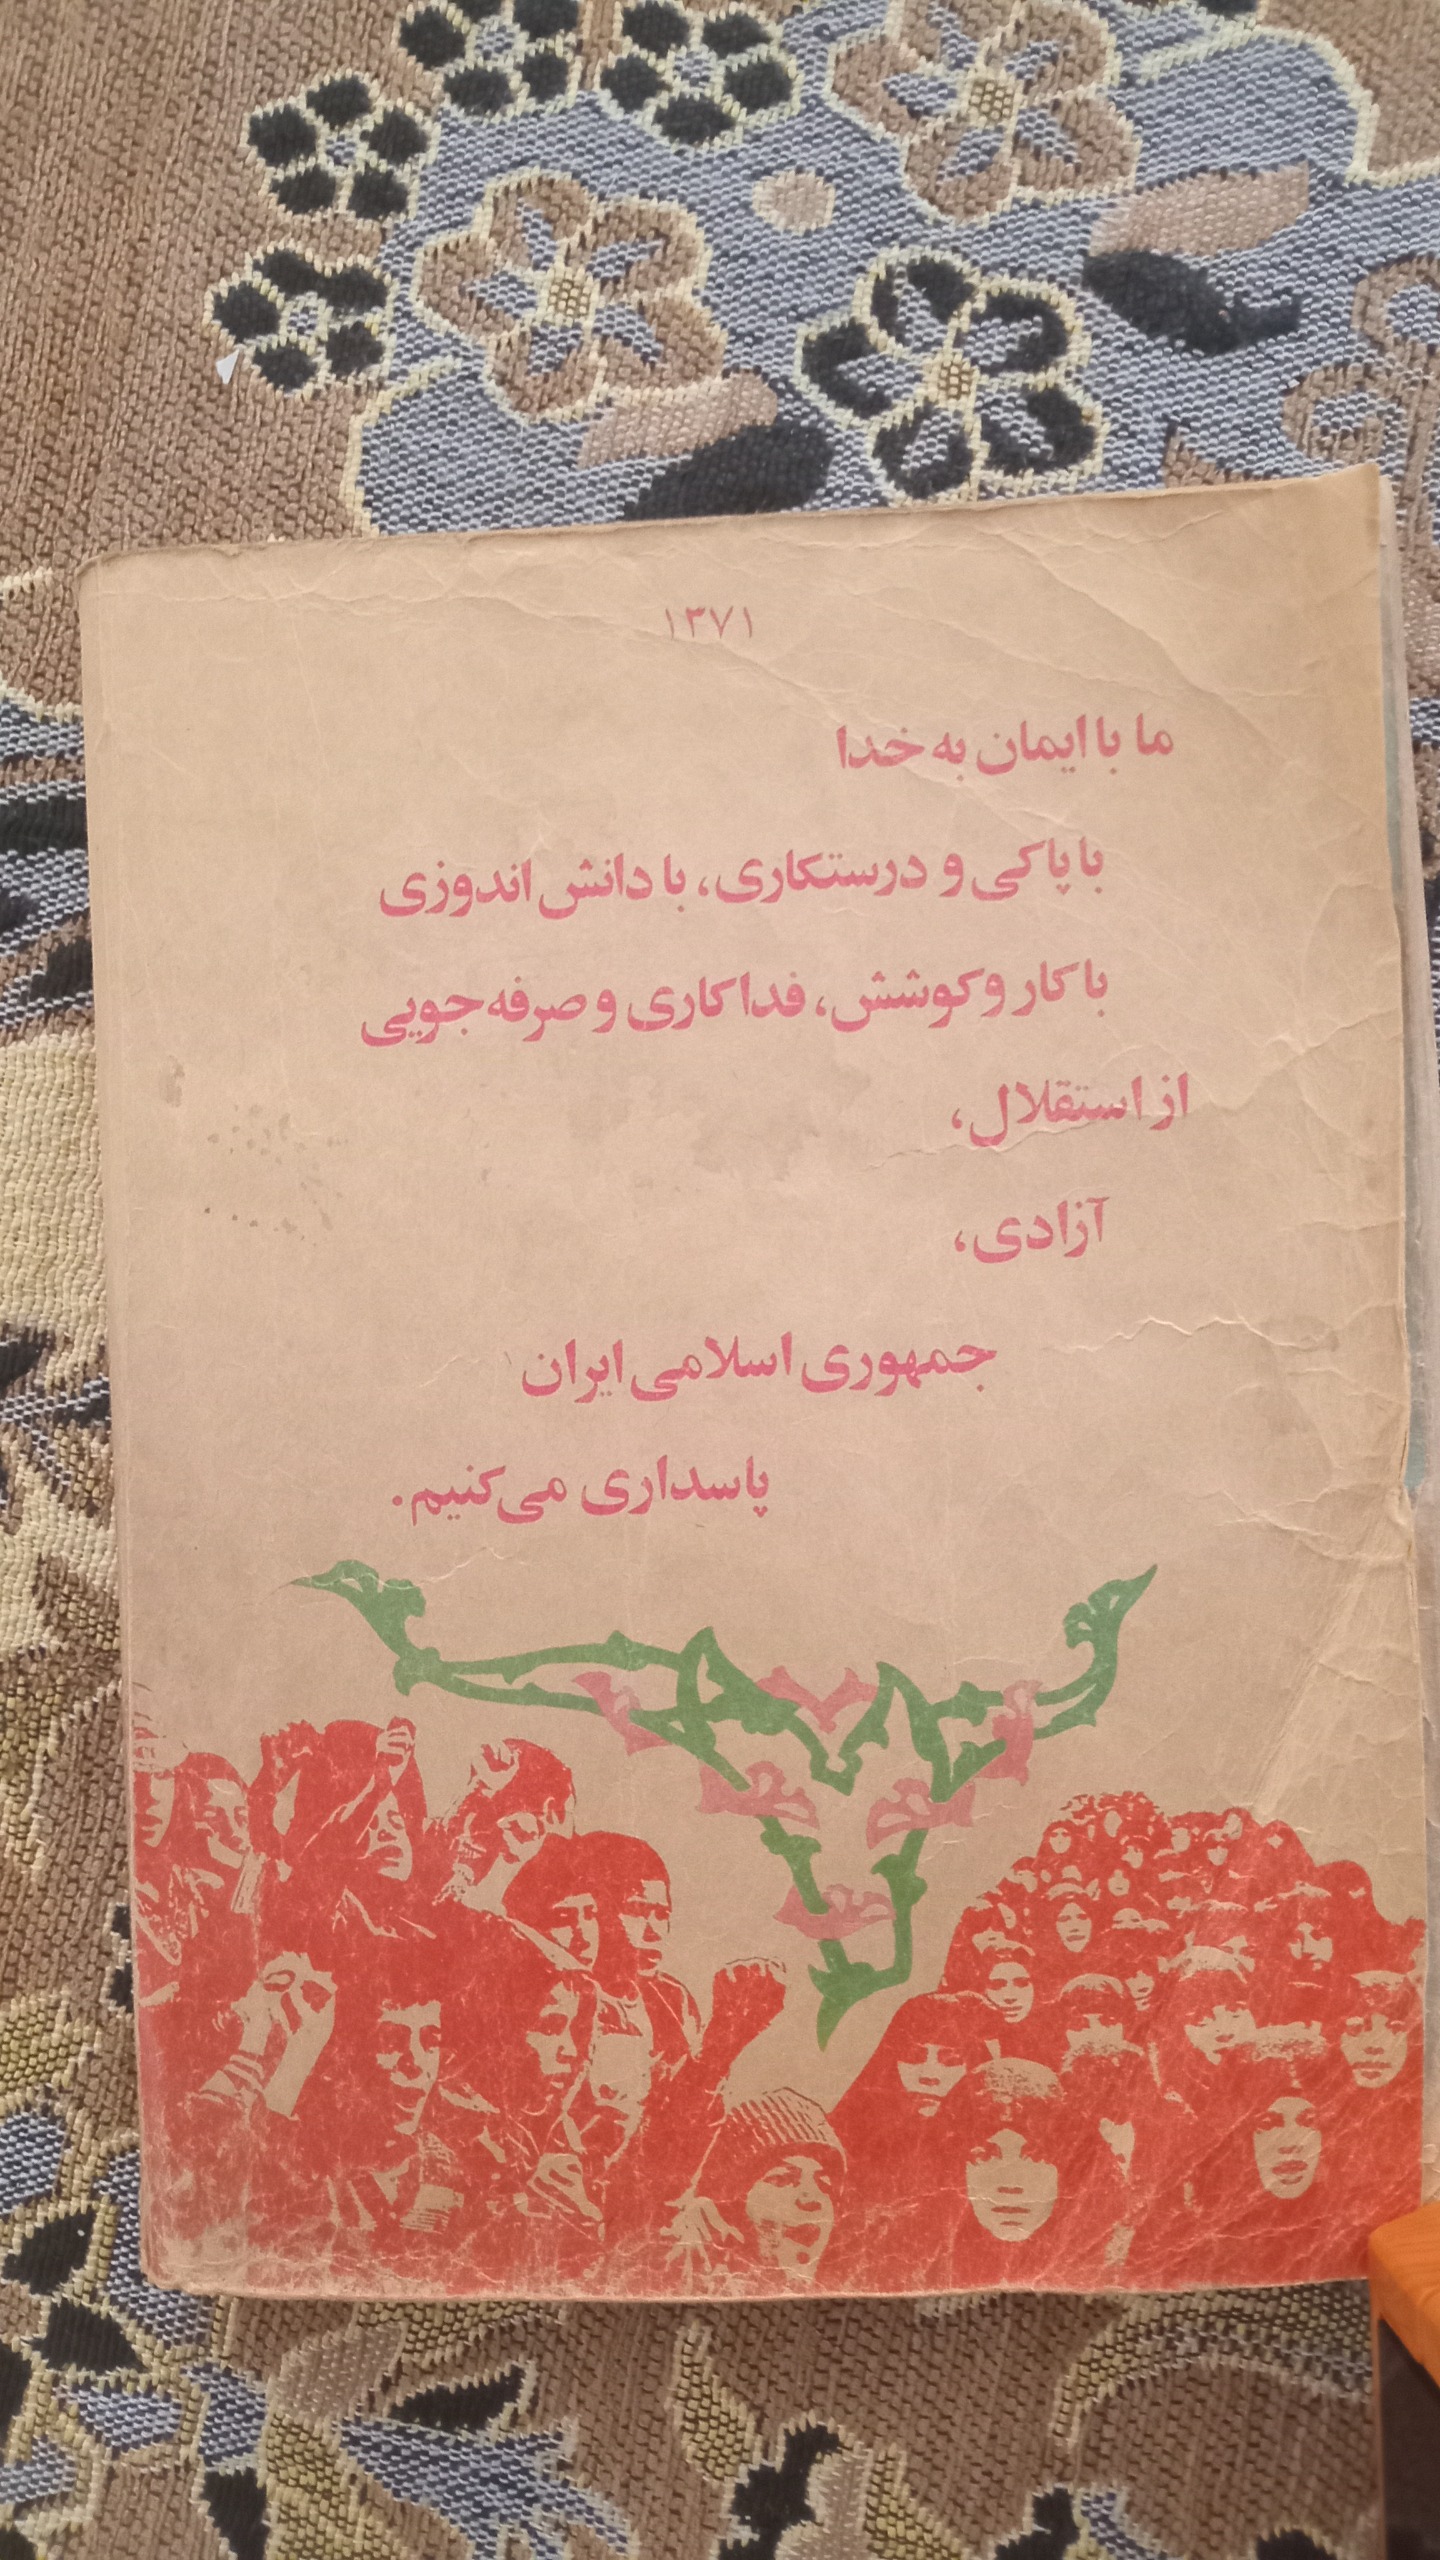 ۱۳۷۱
ما با ایمان به خدا
با پاکی و درستکاری، با دانش اندوزی
با کار و کوشش، فداکاری و صرفه‌جویی
از استقلال،
آزادی،
جمهوری اسلامی ایران
پاسداری می‌کنیم.